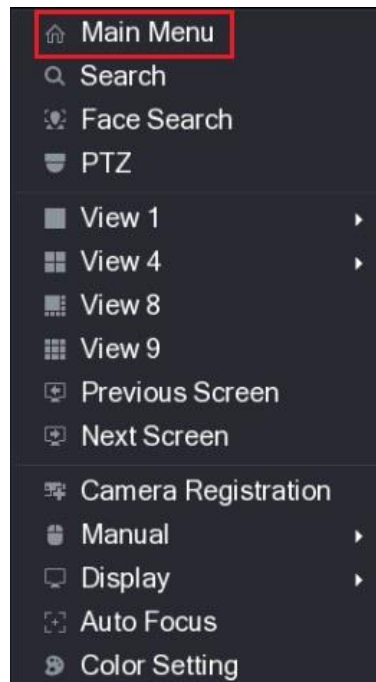 Main Menu
Search
Face Search
PTZ
View 1
View 4
View 8
View 9
Previous Screen
Next Screen
Camera Registration
Manual
Display
Auto Focus
Color Setting